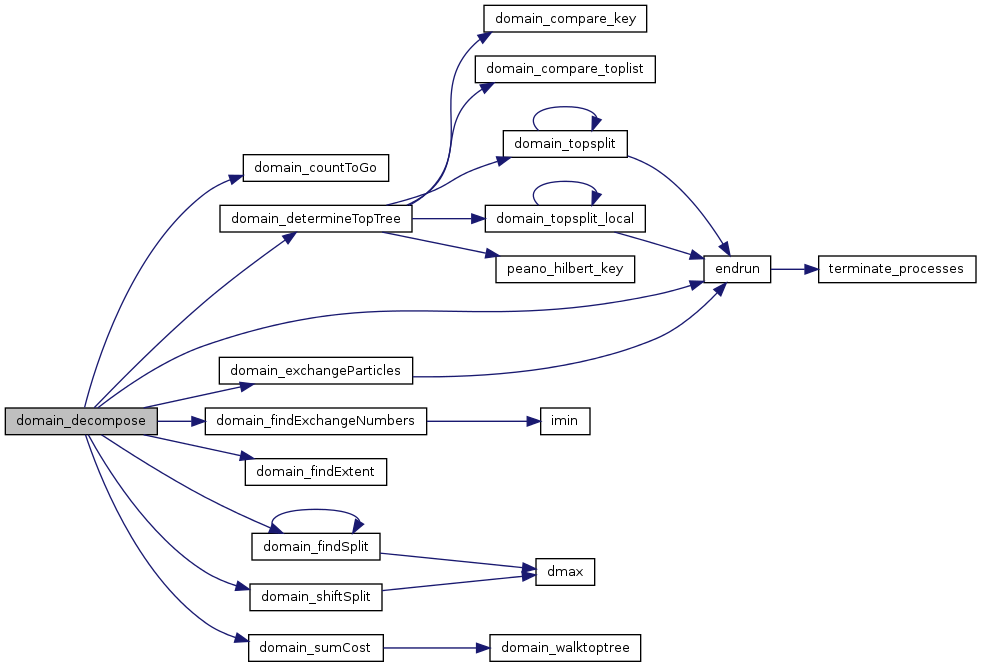 domain_compare_key
domain_compare_toplist
domain_topsplit
domain_countToGo
domain_determineTopTree
domain_topsplit_local
peano_hilbert_key
endrun
terminate_processes
domain_exchangeParticles
domain_decompose
domain_findExchangeNumbers
imin
domain_findExtent
domain_findSplit
dmax
domain_shiftSplit
domain_sumCost
domain_walktoptree